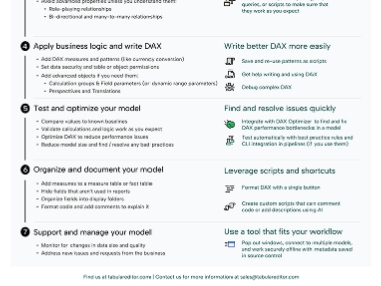 Avoid advanced properties unless you understand them:
Role-playing relationships
Bi-directional and many-to-many relationships
queries, or scripts to make sure that
they work as you expect
4 Apply business logic and write DAX
Add DAX measures and patterns (like currency conversion)
Set data security and table or object permissions
Add advanced objects if you need them:
Calculation groups & Field parameters (or dynamic range parameters)
Perspectives and Translations
Write better DAX more easily
Save and re-use patterns as scripts
Get help writing and using DAX
Debug complex DAX
5 Test and optimize your model
Compare values to known baselines
Validate calculations and logic work as you expect
Optimize DAX to reduce performance issues
Reduce model size and find / resolve any bad practices
Find and resolve issues quickly
Integrate with DAX Optimizer to find and fix
DAX performance bottlenecks in a model
Test automatically with best practice rules and
CLI integration in pipelines (if you use them)
6 Organize and document your model
Add measures to a measure table or fact table
Hide fields that aren't used in reports
Organize fields into display folders
Format code and add comments to explain it
Leverage scripts and shortcuts
Format DAX with a single button
Create custom scripts that can comment
code or add descriptions using AI
7 Support and manage your model
Monitor for changes in data size and quality
Address new issues and requests from the business
Use a tool that fits your workflow
Pop out windows, connect to multiple models,
and work securely offline with metadata saved
in source control
Find us at tabulareditor.com | Contact us for more information at sales@tabulareditor.com